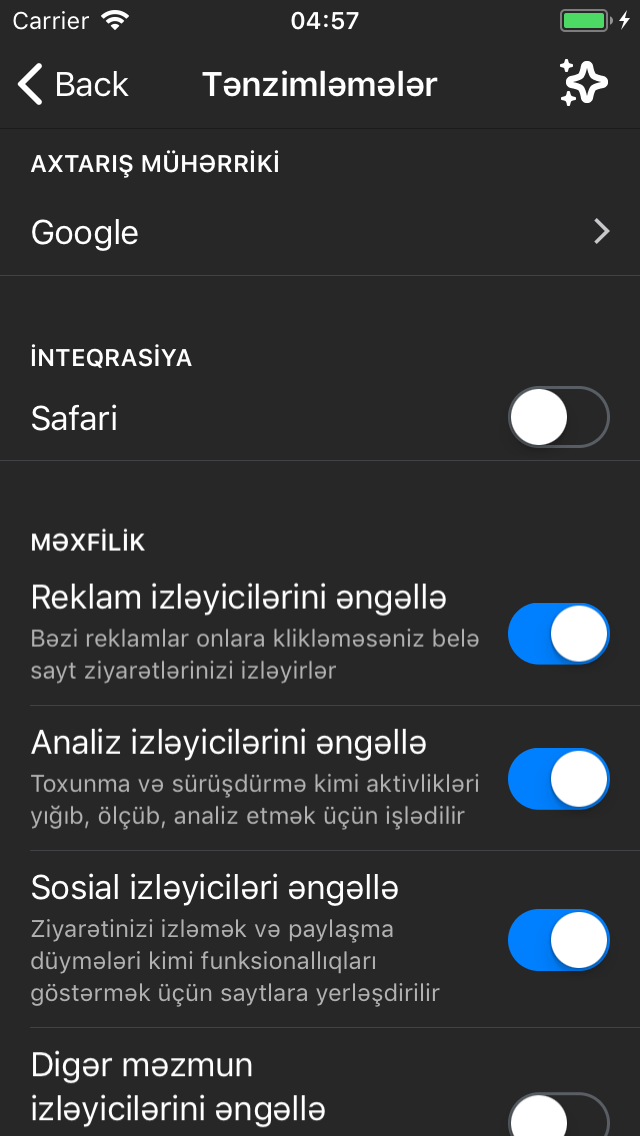 Carrier 04:57
Back Tənzimləmələr
AXTARIŞ MÜHƏRRİKİ
Google
İNTEQRASİYA
Safari
MƏXFİLİK
Reklam izləyicilərini əngəllə
Bəzi reklamlar onlara klikləməsəniz belə
sayt ziyarətlərinizi izləyirlər
Analiz izləyicilərini əngəllə
Toxunma və sürüşdürmə kimi aktivlikləri
yığıb, ölçüb, analiz etmək üçün işlədilir
Sosial izləyiciləri əngəllə
Ziyarətinizi izləmək və paylaşma
düymələri kimi funksionallıqları
göstərmək üçün saytlara yerləşdirilir
Digər məzmun
izləyicilərini əngəllə